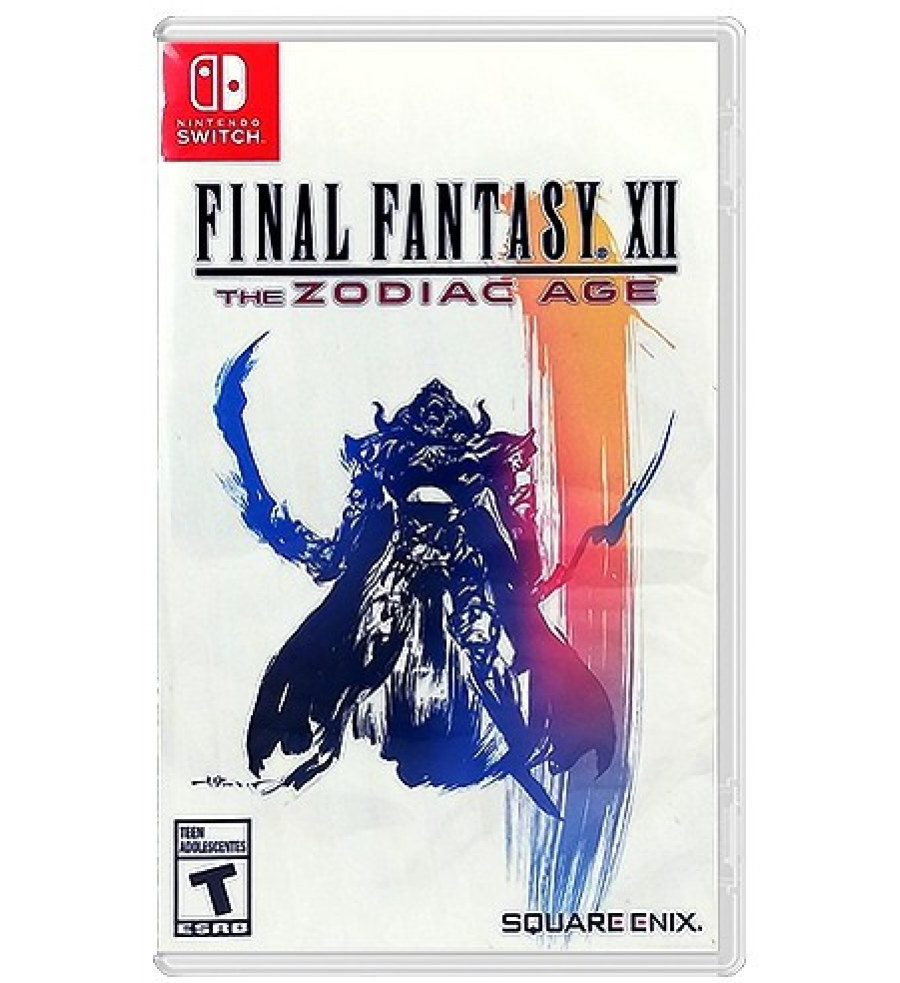 NINTENDO
SWITCH
FINAL FANTASY. XII
THE ZODIAC AGE
TEEN
ADOLESCENTES
T
ESRB
SQUARE ENIX.